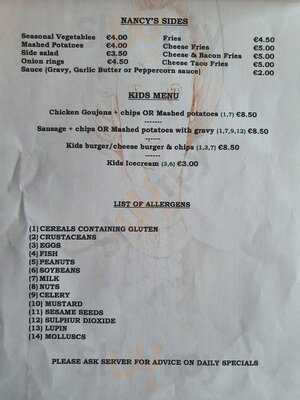 NANCY'S SIDES
Seasonal Vegetables €4.00 Fries €4.50
Mashed Potatoes €4.00 Cheese Fries €5.00
Side salad €3.50 Cheese & Bacon Fries €5.00
Onion rings €4.50 Cheese Taco Fries €5.00
Sauce (Gravy, Garlic Butter or Peppercorn sauce) €2.00
KIDS MENU
Chicken Goujons + chips OR Mashed potatoes (1,7) €8.50
-------
Sausage + chips OR Mashed potatoes with gravy (1,7,9,12) €8.50
-------
Kids burger/cheese burger & chips (1,3,7) €8.50
-------
Kids Icecream (3,6) €3.00
LIST OF ALLERGENS
(1) CEREALS CONTAINING GLUTEN
(2) CRUSTACEANS
(3) EGGS
(4) FISH
(5) PEANUTS
(6) SOYBEANS
(7) MILK
(8) NUTS
(9) CELERY
(10) MUSTARD
(11) SESAME SEEDS
(12) SULPHUR DIOXIDE
(13) LUPIN
(14) MOLLUSCS
PLEASE ASK SERVER FOR ADVICE ON DAILY SPECIALS